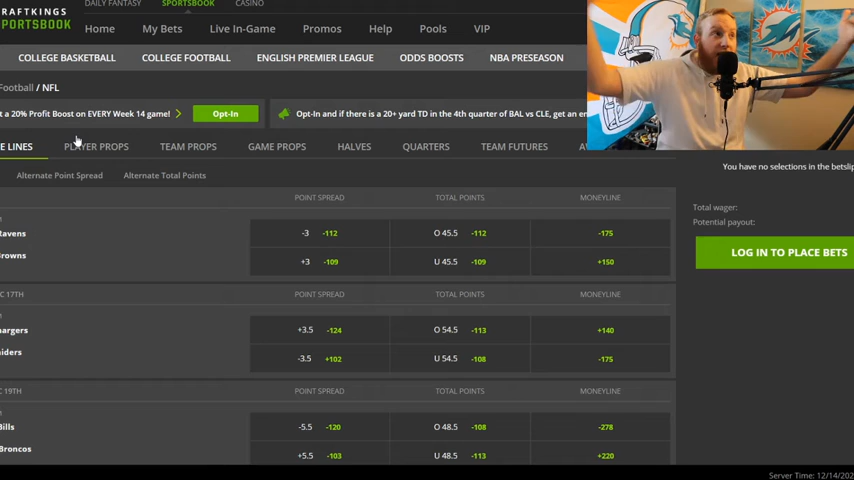 DAILY FANTASY SPORTSBOOK CASINO
RAFTKINGS
PORTSBOOK
Home My Bets Live In-Game Promos Help Pools VIP
COLLEGE BASKETBALL COLLEGE FOOTBALL ENGLISH PREMIER LEAGUE ODDS BOOSTS NBA PRESEASON
Football / NFL
t a 20% Profit Boost on EVERY Week 14 game! Opt-In Opt-In and if there is a 20+ yard TD in the 4th quarter of BAL vs CLE, get an en
E LINES PLAYER PROPS TEAM PROPS GAME PROPS HALVES QUARTERS TEAM FUTURES
You have no selections in the betslip
Alternate Point Spread Alternate Total Points
POINT SPREAD TOTAL POINTS MONEYLINE
Total wager:
Potential payout:
Ravens -3 -112 O 45.5 -112 -175
Browns +3 -109 U 45.5 -109 +150
LOG IN TO PLACE BETS
C 17TH POINT SPREAD TOTAL POINTS MONEYLINE
hargers +3.5 -124 O 54.5 -113 +140
iders -3.5 +102 U 54.5 -108 -175
C 19TH POINT SPREAD TOTAL POINTS MONEYLINE
Bills -5.5 -120 O 48.5 -108 -278
Broncos +5.5 -103 U 48.5 -113 +220
Server Time: 12/14/202